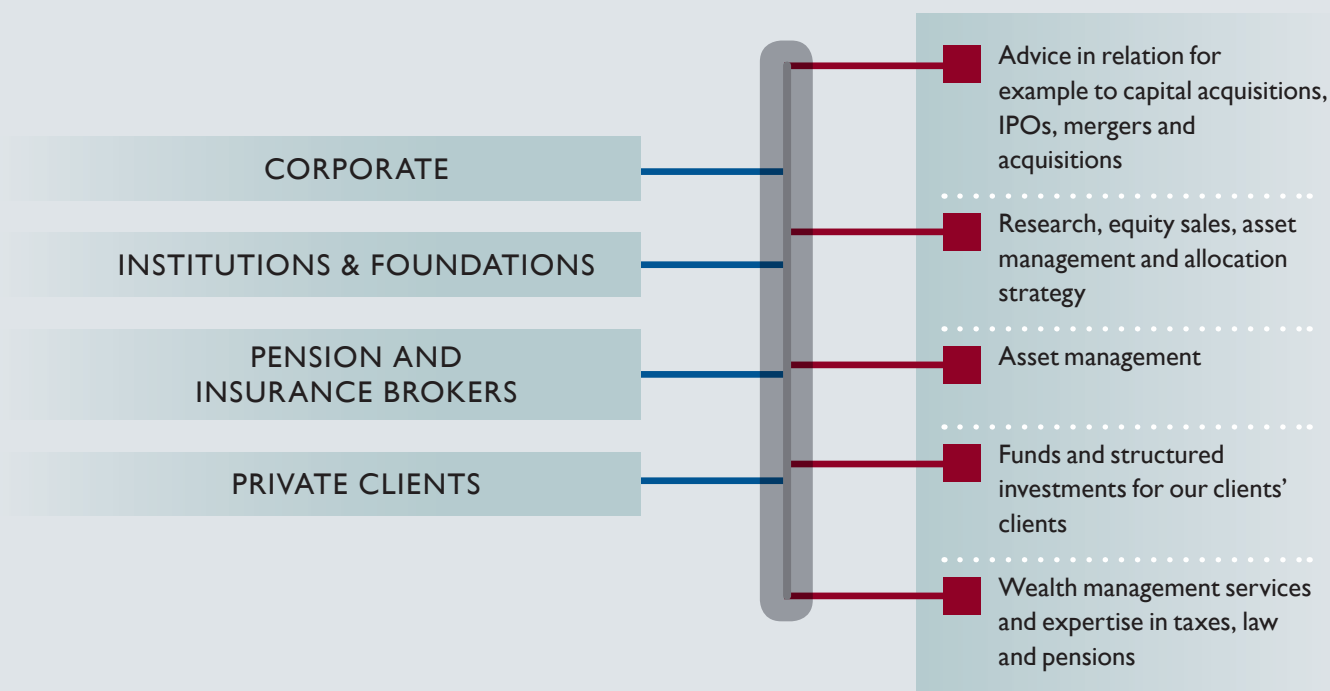 CORPORATE
INSTITUTIONS & FOUNDATIONS
PENSION AND
INSURANCE BROKERS
PRIVATE CLIENTS
Advice in relation for
example to capital acquisitions,
IPOs, mergers and
acquisitions
Research, equity sales, asset
management and allocation
strategy
Asset management
Funds and structured
investments for our clients’
clients
Wealth management services
and expertise in taxes, law
and pensions